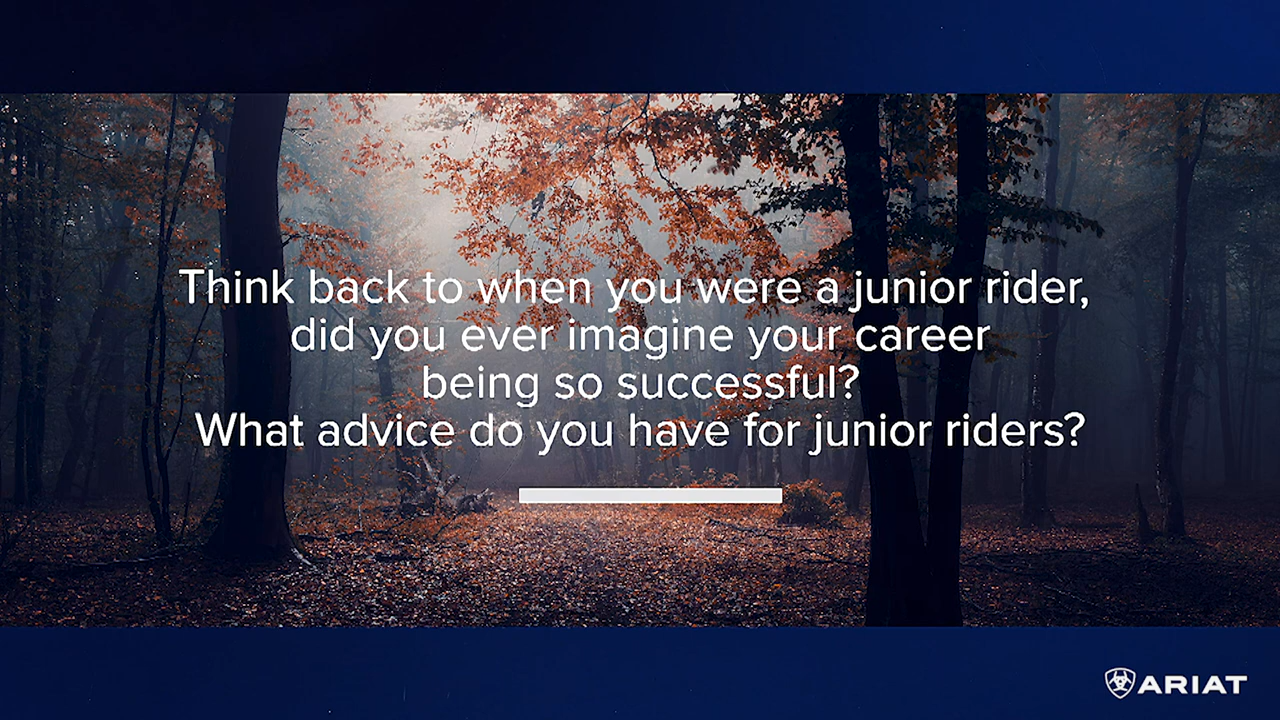 Think back to when you were a junior rider,
did you ever imagine your career
being so successful?
What advice do you have for junior riders?
ARIAT